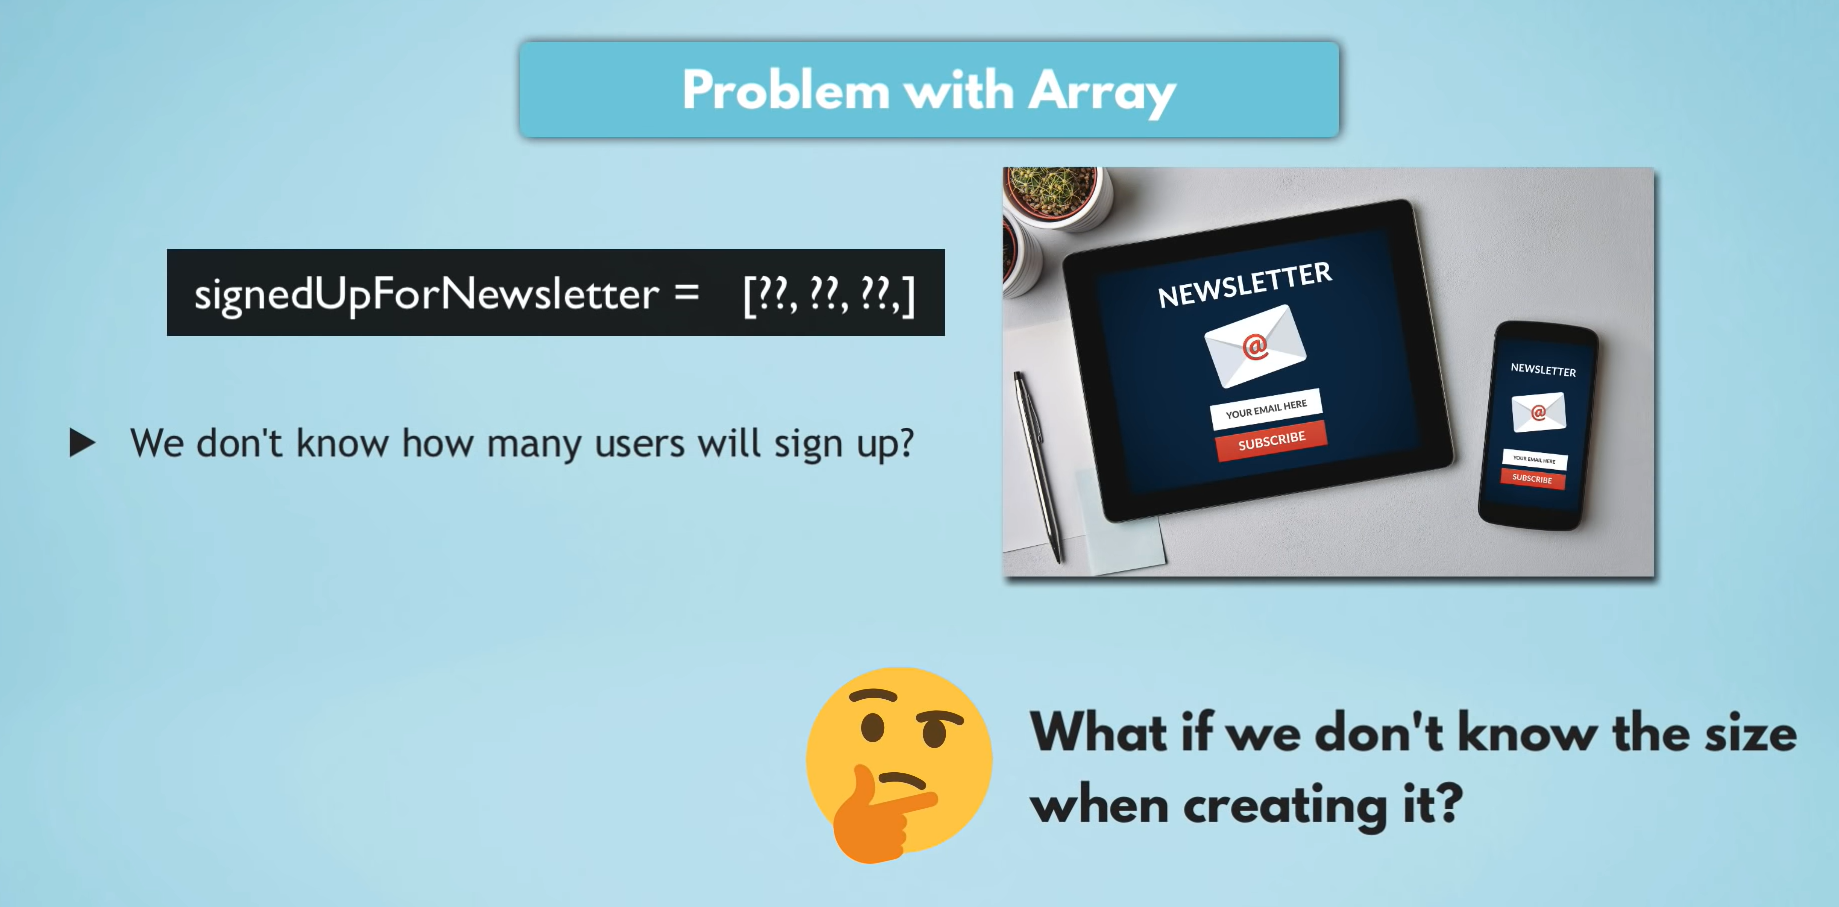 Problem with Array
signedUpForNewsletter = [??, ??, ??,]
We don't know how many users will sign up?
NEWSLETTER
@
YOUR EMAIL HERE
SUBSCRIBE
NEWSLETTER
@
YOUR EMAIL HERE
SUBSCRIBE
What if we don't know the size
when creating it?